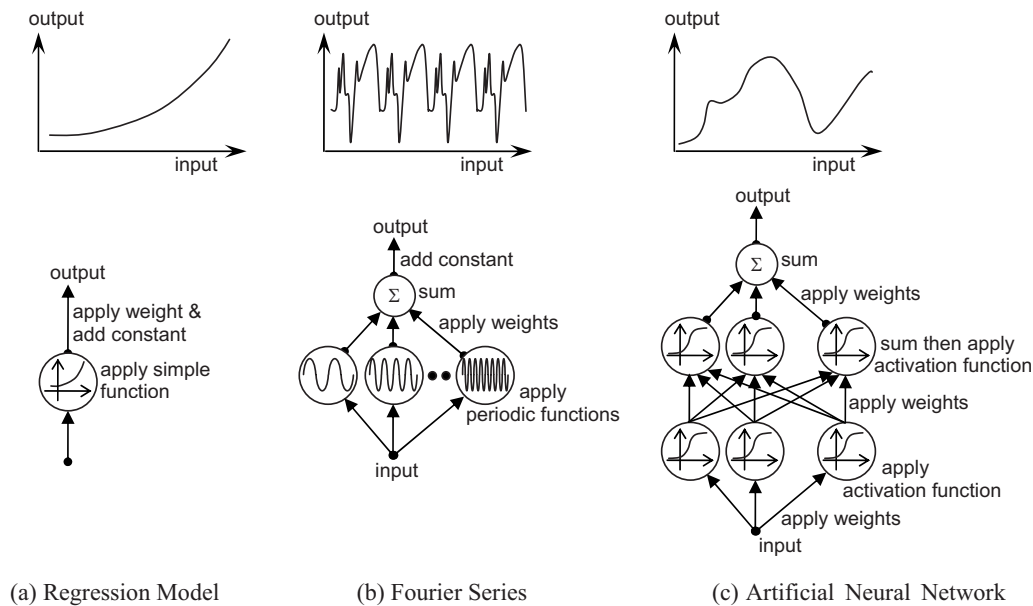 output
input
output
apply weight &
add constant
apply simple
function
(a) Regression Model
output
input
output
add constant
Σ
sum
apply weights
apply
periodic functions
input
(b) Fourier Series
output
input
output
Σ
sum
apply weights
sum then apply
activation function
apply weights
apply
activation function
apply weights
input
(c) Artificial Neural Network